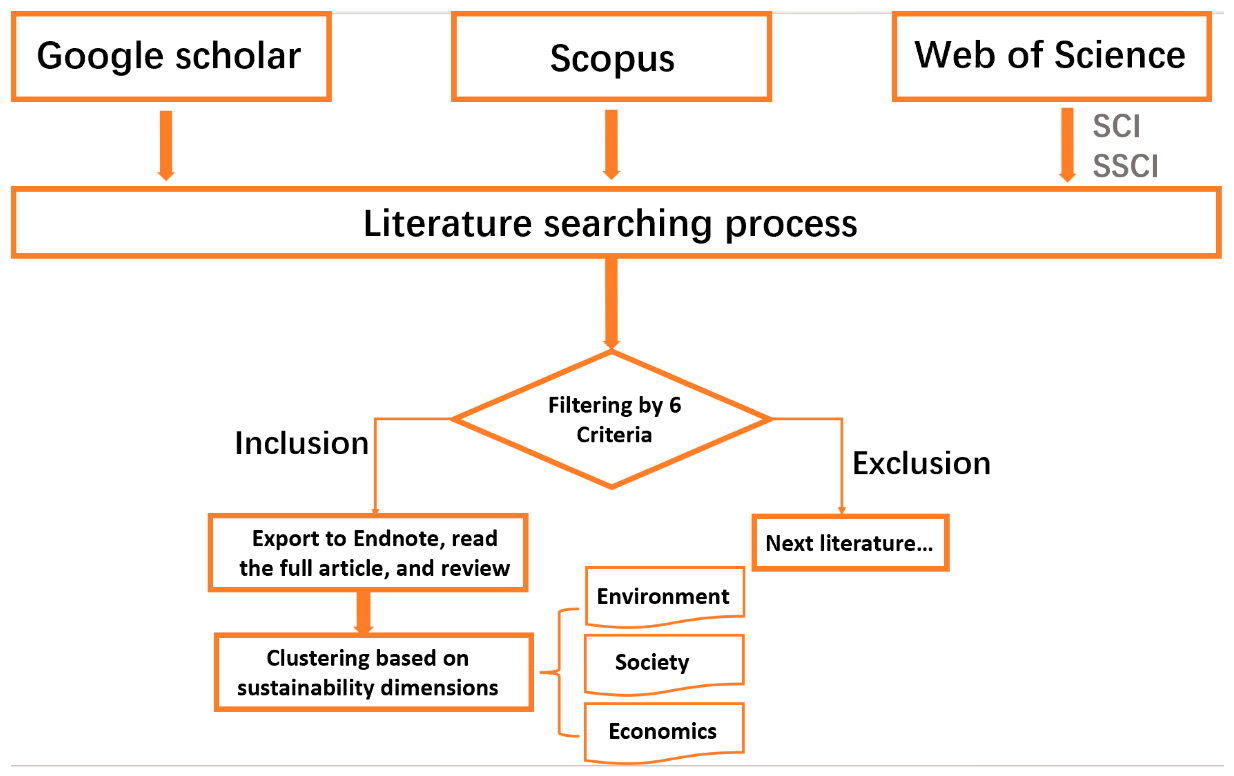 Google scholar
Scopus
Web of Science
SCI
SSCI
Literature searching process
Filtering by 6
Criteria
Inclusion
Exclusion
Export to Endnote, read
the full article, and review
Next literature...
Environment
Clustering based on
sustainability dimensions
Society
Economics